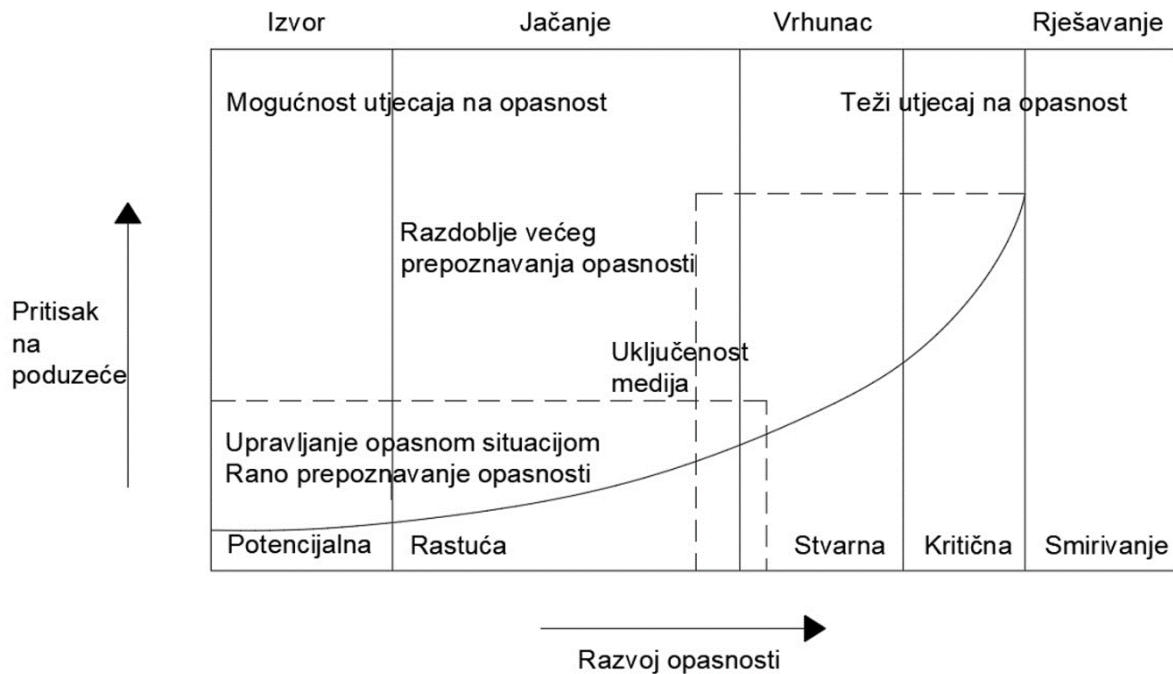 Izvor
Jačanje
Vrhunac
Rješavanje
Mogućnost utjecaja na opasnost
Teži utjecaj na opasnost
Razdoblje većeg
prepoznavanja opasnosti
Pritisak
na
poduzeće
Uključenost
medija
Upravljanje opasnom situacijom
Rano prepoznavanje opasnosti
Potencijalna
Rastuća
Stvarna
Kritična
Smirivanje
Razvoj opasnosti